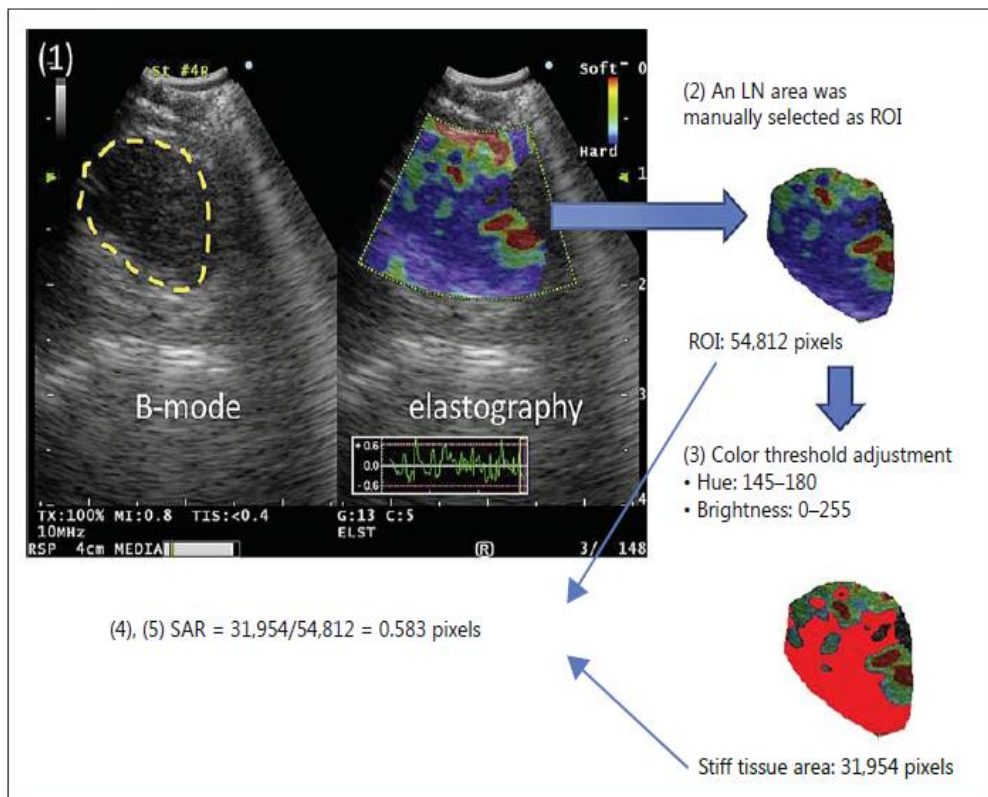 (1)
St #4R
Soft
0
Hard
1
2
3
4
B-mode
elastography
+0.6
0.0
-0.6
TX:100% MI:0.8 TIS:<0.4
10MHz
RSP 4cm MEDIA
G:13 C:5
ELST
(R)
3/ 148
(2) An LN area was
manually selected as ROI
ROI: 54,812 pixels
(3) Color threshold adjustment
• Hue: 145–180
• Brightness: 0–255
(4), (5) SAR = 31,954/54,812 = 0.583 pixels
Stiff tissue area: 31,954 pixels